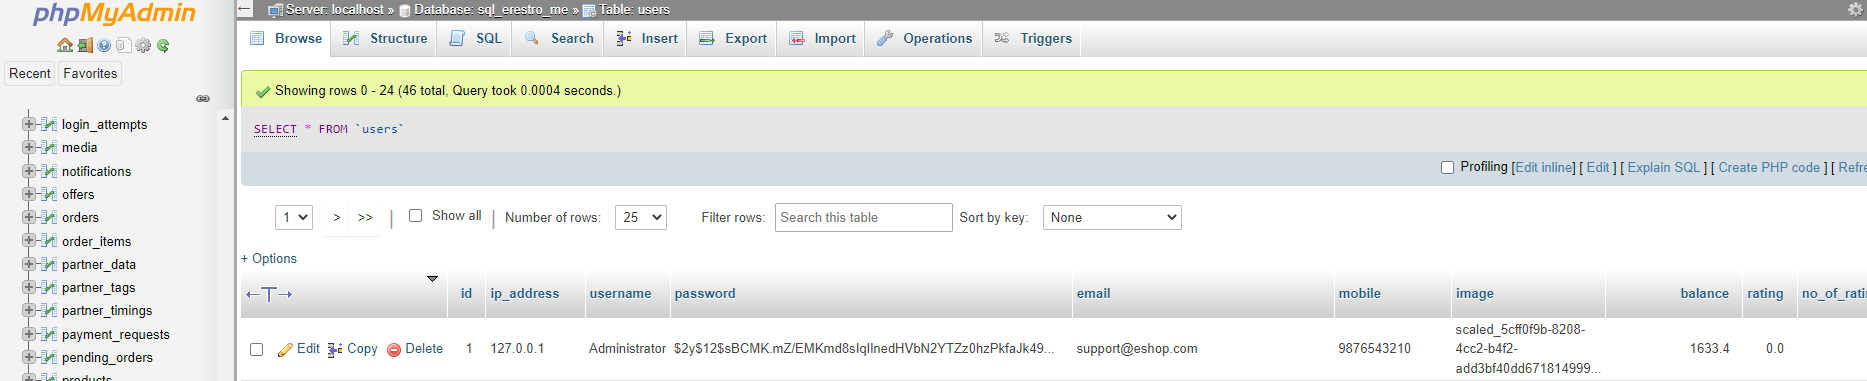 phpMyAdmin
Recent Favorites
login_attempts
media
notifications
offers
orders
order_items
partner_data
partner_tags
partner_timings
payment_requests
pending_orders
products
Server: localhost » Database: sql_erestro_me » Table: users
Browse Structure SQL Search Insert Export Import Operations Triggers
Showing rows 0 - 24 (46 total, Query took 0.0004 seconds.)
SELECT * FROM `users`
Profiling [Edit inline] [ Edit ] [ Explain SQL ] [ Create PHP code ] [ Refre
1 > >> | Show all | Number of rows: 25 Filter rows: Search this table Sort by key: None
+ Options
←T→ id ip_address username password email mobile image balance rating no_of_ratin
Edit Copy Delete 1 127.0.0.1 Administrator $2y$12$sBCMK.mZ/EMKmd8sIqIlnedHVbN2YTZz0hzPkfaJk49... support@eshop.com 9876543210 scaled_5cff0f9b-8208-
4cc2-b4f2-
add3bf40dd671814999... 1633.4 0.0